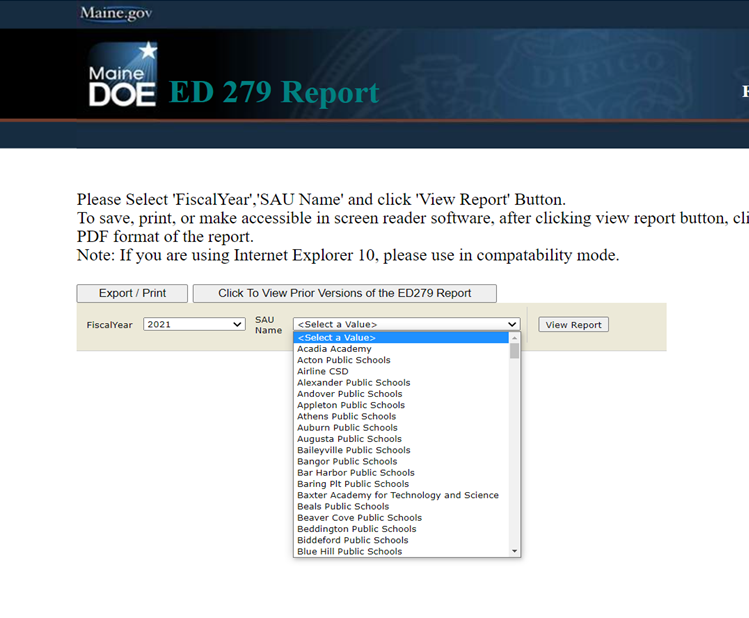 Maine.gov
DIRIGO
Maine
DOE
ED 279 Report
Please Select 'FiscalYear','SAU Name' and click 'View Report' Button.
To save, print, or make accessible in screen reader software, after clicking view report button, cli
PDF format of the report.
Note: If you are using Internet Explorer 10, please use in compatability mode.
Export / Print
Click To View Prior Versions of the ED279 Report
FiscalYear
2021
SAU
Name
<Select a Value>
View Report
<Select a Value>
Acadia Academy
Acton Public Schools
Airline CSD
Alexander Public Schools
Andover Public Schools
Appleton Public Schools
Athens Public Schools
Auburn Public Schools
Augusta Public Schools
Baileyville Public Schools
Bangor Public Schools
Bar Harbor Public Schools
Baring Plt Public Schools
Baxter Academy for Technology and Science
Beals Public Schools
Beaver Cove Public Schools
Beddington Public Schools
Biddeford Public Schools
Blue Hill Public Schools